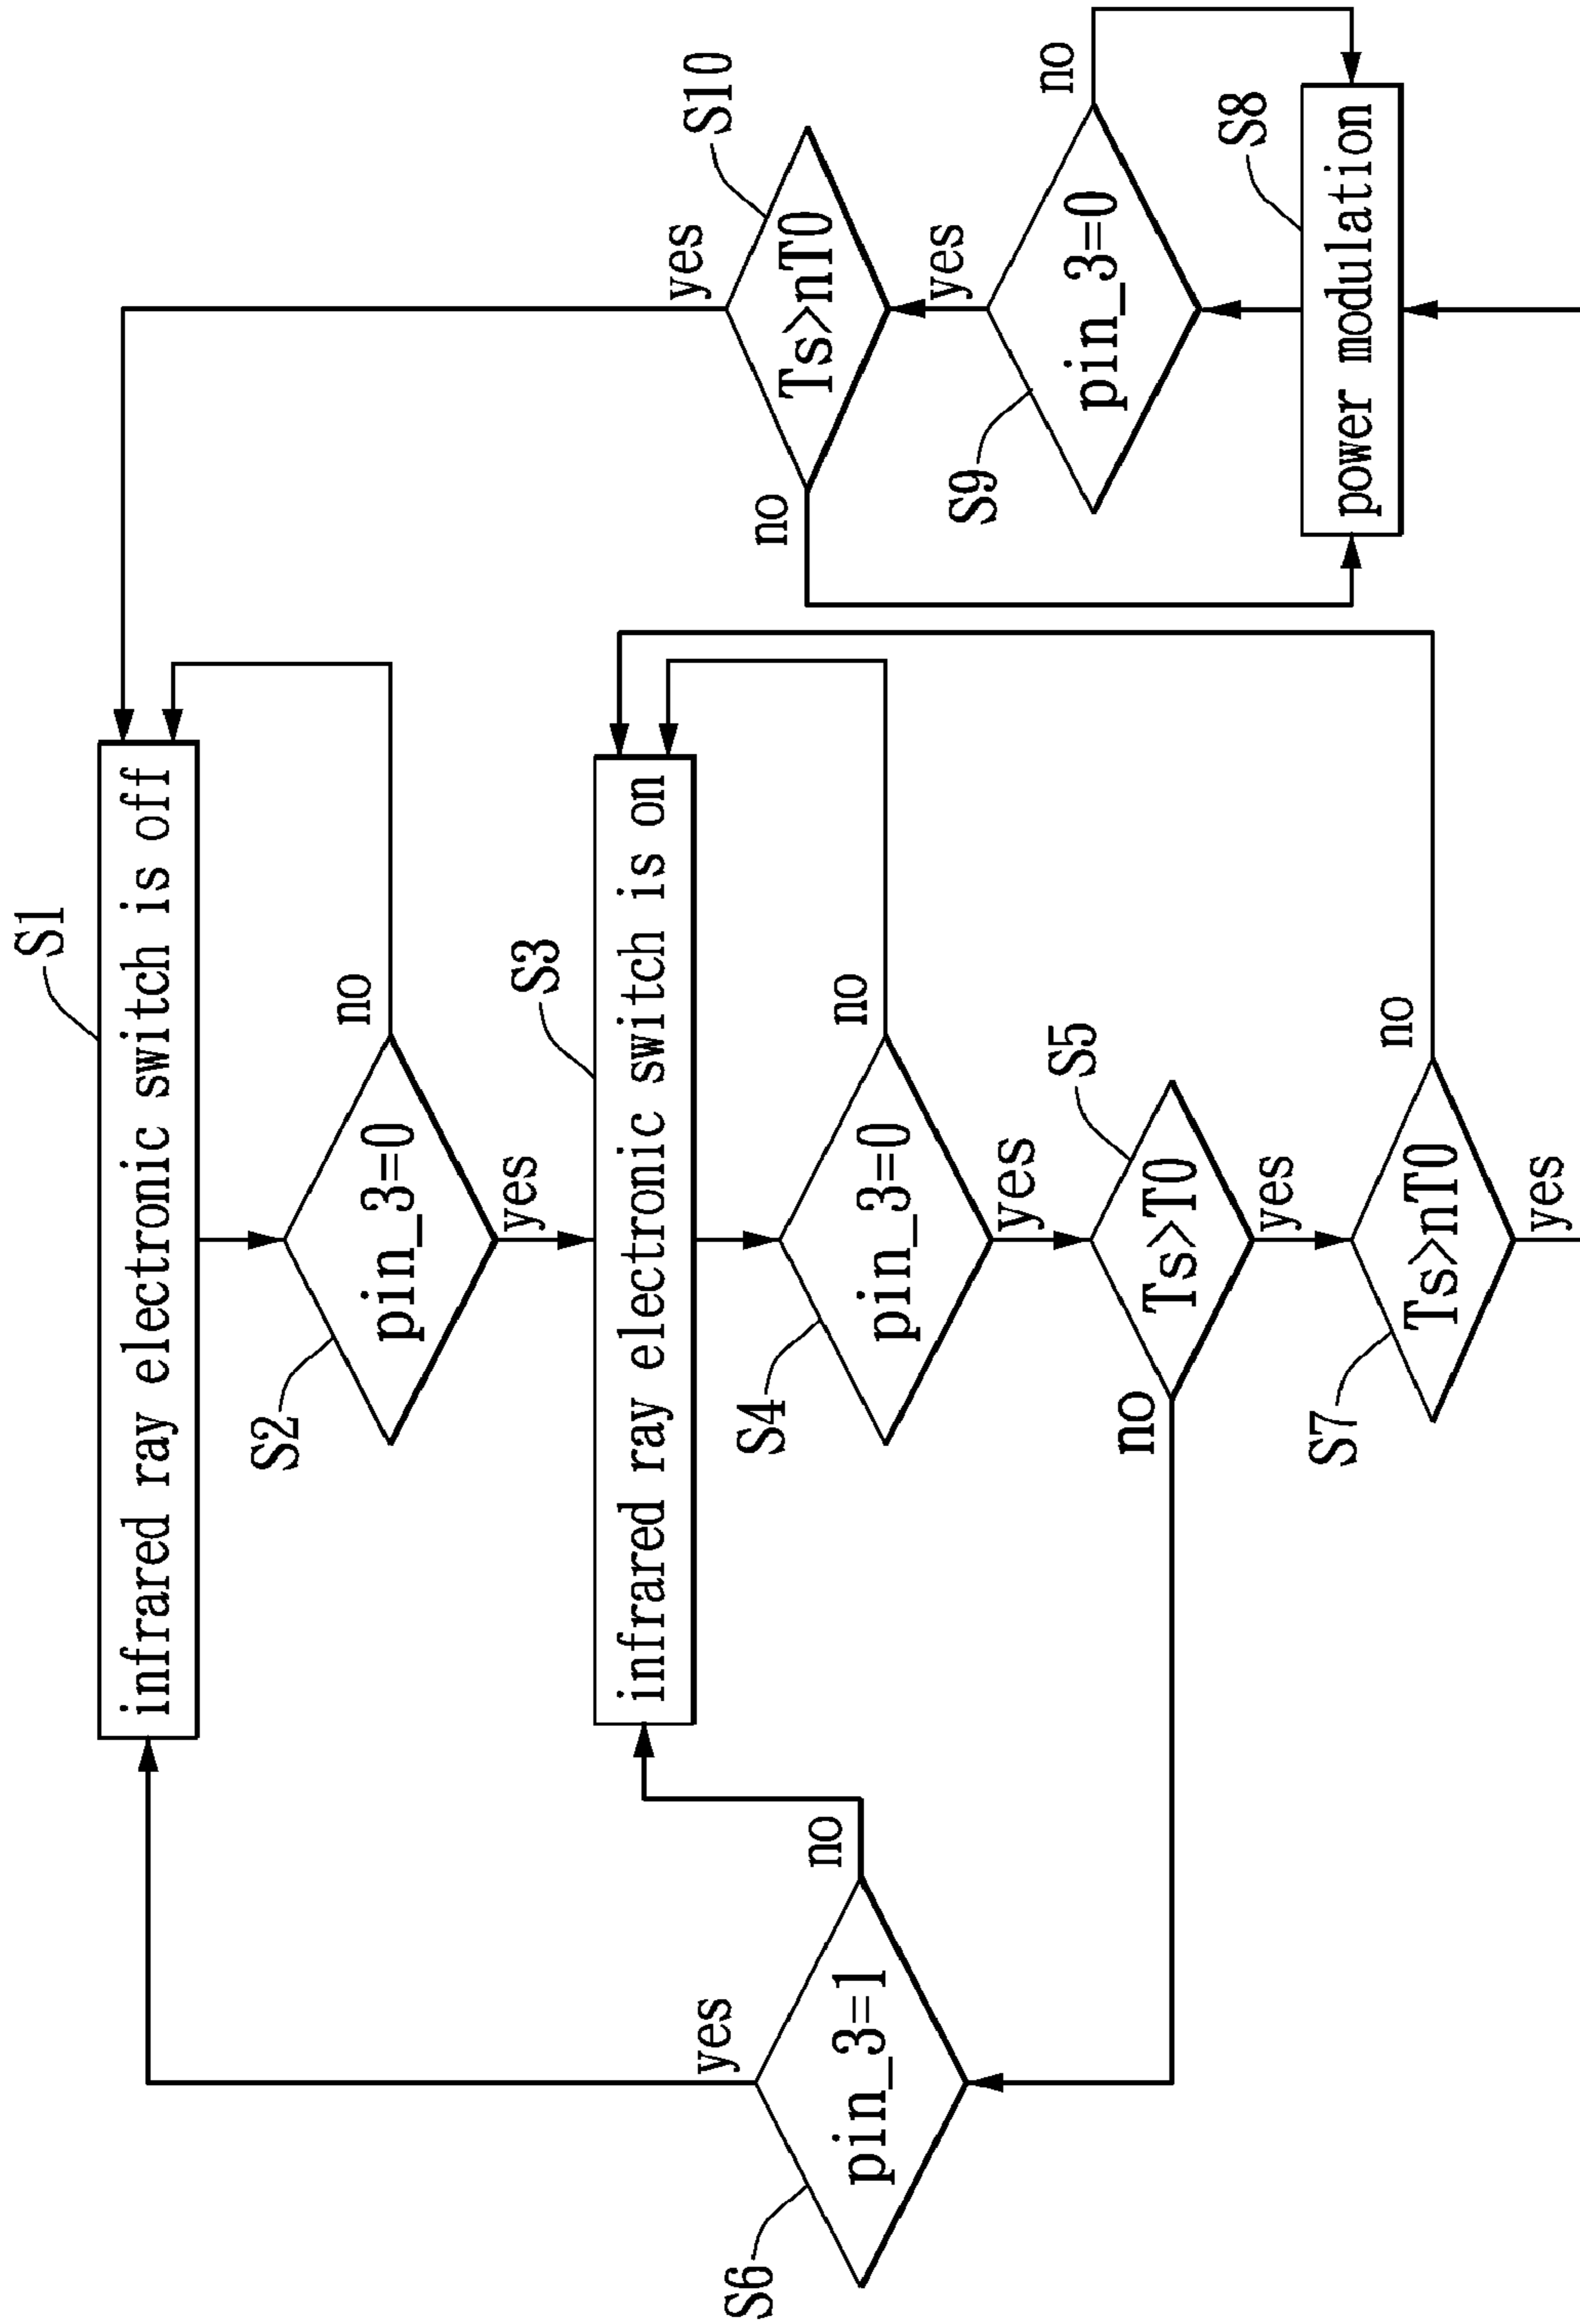 S1
infrared ray electronic switch is off
S2
pin_3=0
no
yes
S3
infrared ray electronic switch is on
S4
pin_3=0
no
yes
S5
Ts>T0
no
yes
S6
pin_3=1
yes
no
S7
Ts>nT0
no
yes
S8
power modulation
S9
pin_3=0
no
yes
S10
Ts>nT0
no
yes